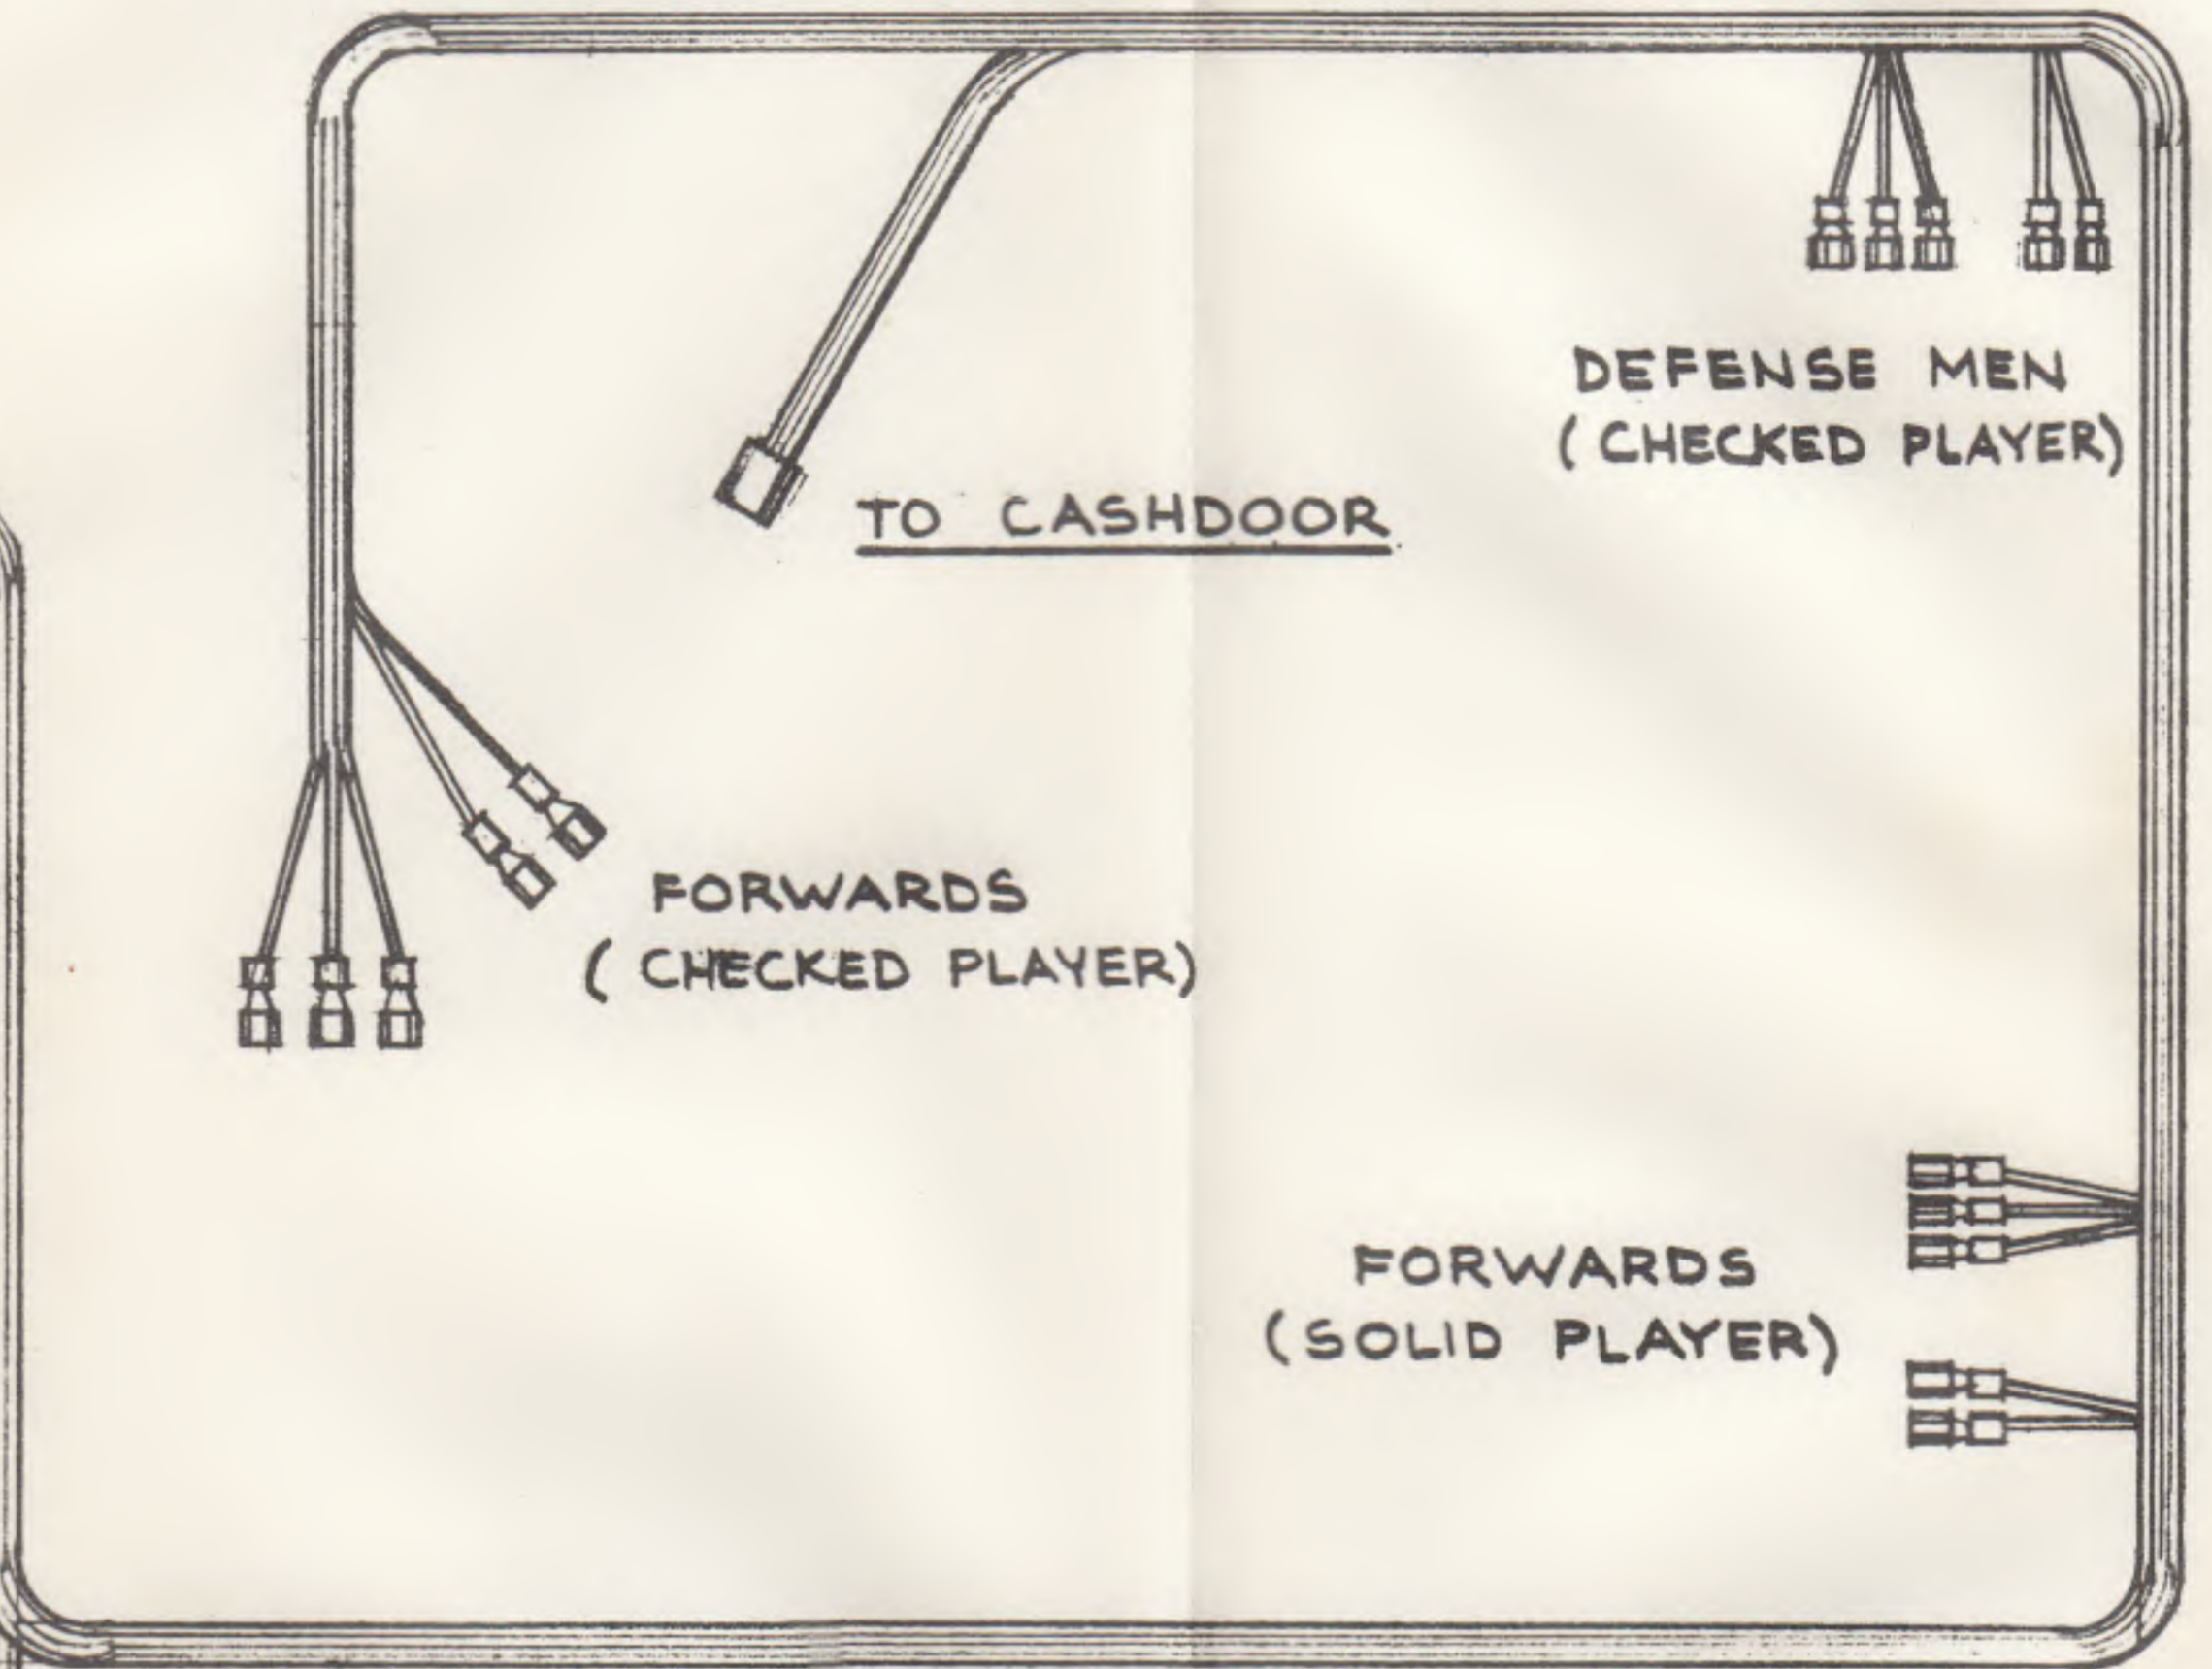 DEFENSE MEN
(CHECKED PLAYER)
TO CASHDOOR
FORWARDS
(CHECKED PLAYER)
FORWARDS
(SOLID PLAYER)